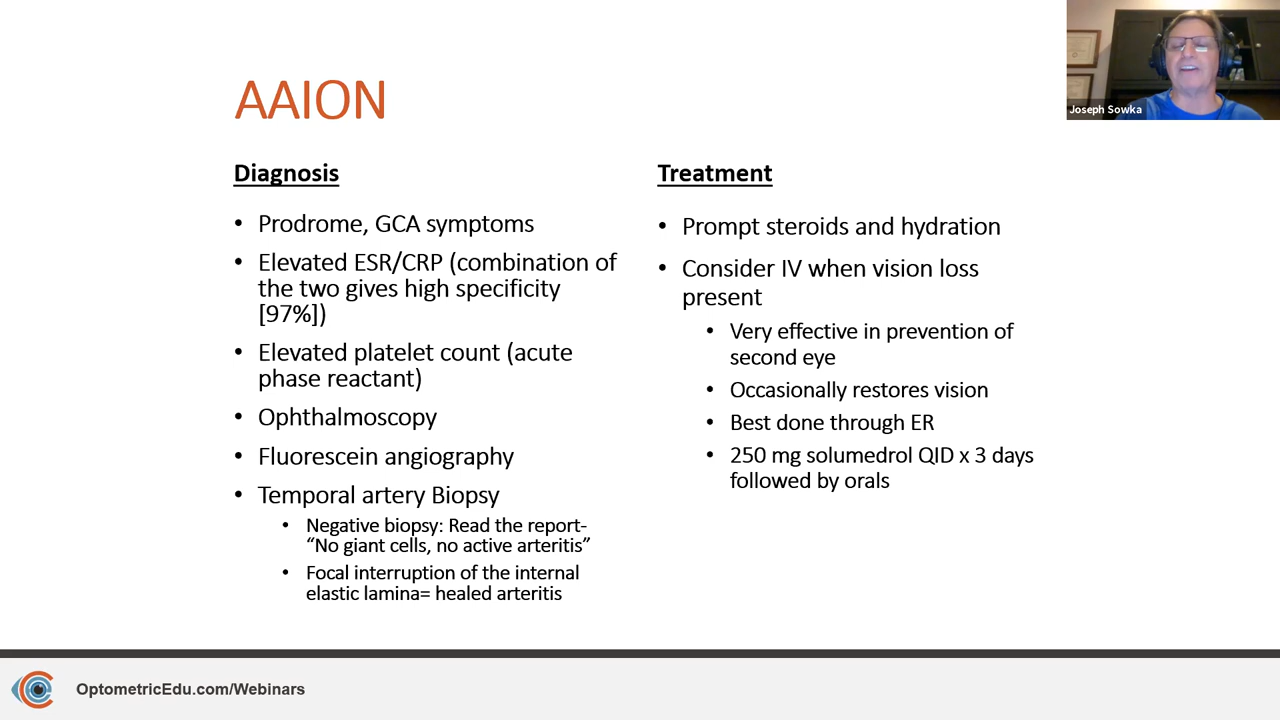 AAION
Joseph Sowka
Diagnosis
• Prodrome, GCA symptoms
• Elevated ESR/CRP (combination of
the two gives high specificity
[97%])
• Elevated platelet count (acute
phase reactant)
• Ophthalmoscopy
• Fluorescein angiography
• Temporal artery Biopsy
• Negative biopsy: Read the report-
“No giant cells, no active arteritis”
• Focal interruption of the internal
elastic lamina= healed arteritis
Treatment
• Prompt steroids and hydration
• Consider IV when vision loss
present
• Very effective in prevention of
second eye
• Occasionally restores vision
• Best done through ER
• 250 mg solumedrol QID x 3 days
followed by orals
OptometricEdu.com/Webinars